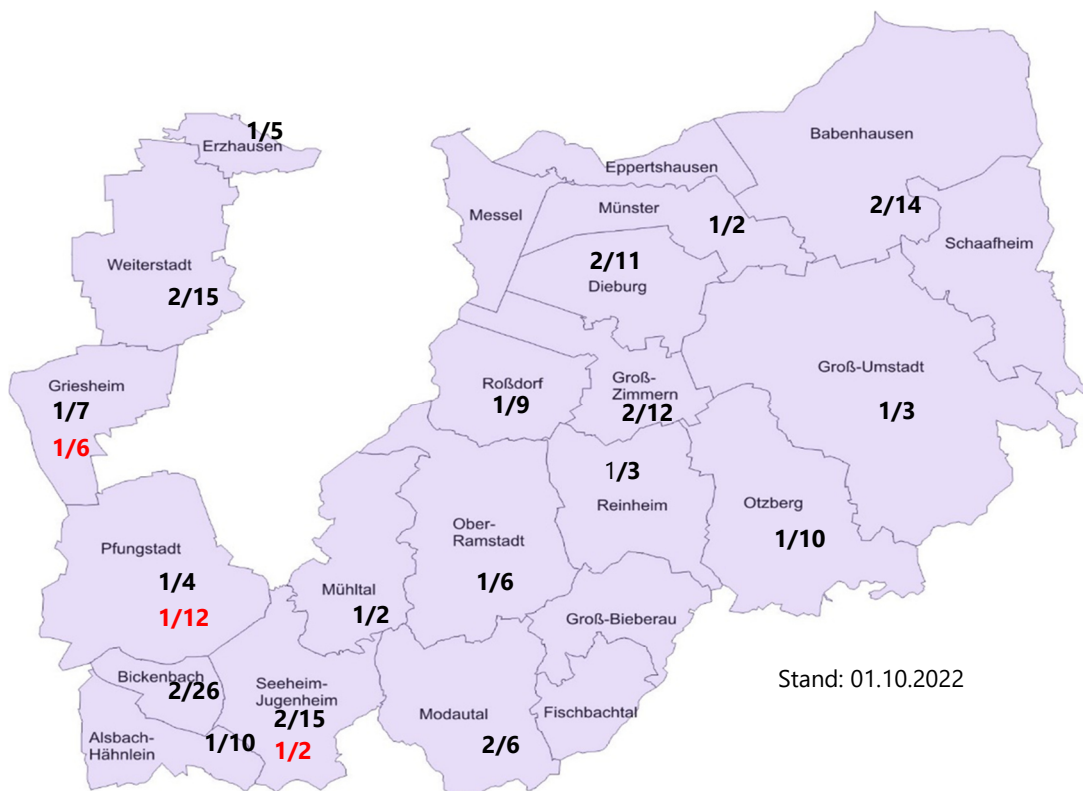 1/5
Erzhausen
Babenhausen
2/14
Eppertshausen
Messel
Münster
1/2
Schaafheim
Weiterstadt
2/15
2/11
Dieburg
Griesheim
1/7
1/6
Roßdorf
1/9
Groß-
Zimmern
2/12
Groß-Umstadt
1/3
1/3
Reinheim
Otzberg
1/10
Ober-
Ramstadt
1/6
Pfungstadt
1/4
1/12
Mühltal
1/2
Groß-Bieberau
Stand: 01.10.2022
Bickenbach
2/26
Seeheim-
Jugenheim
2/15
1/2
Modautal
2/6
Fischbachtal
Alsbach-
Hähnlein
1/10